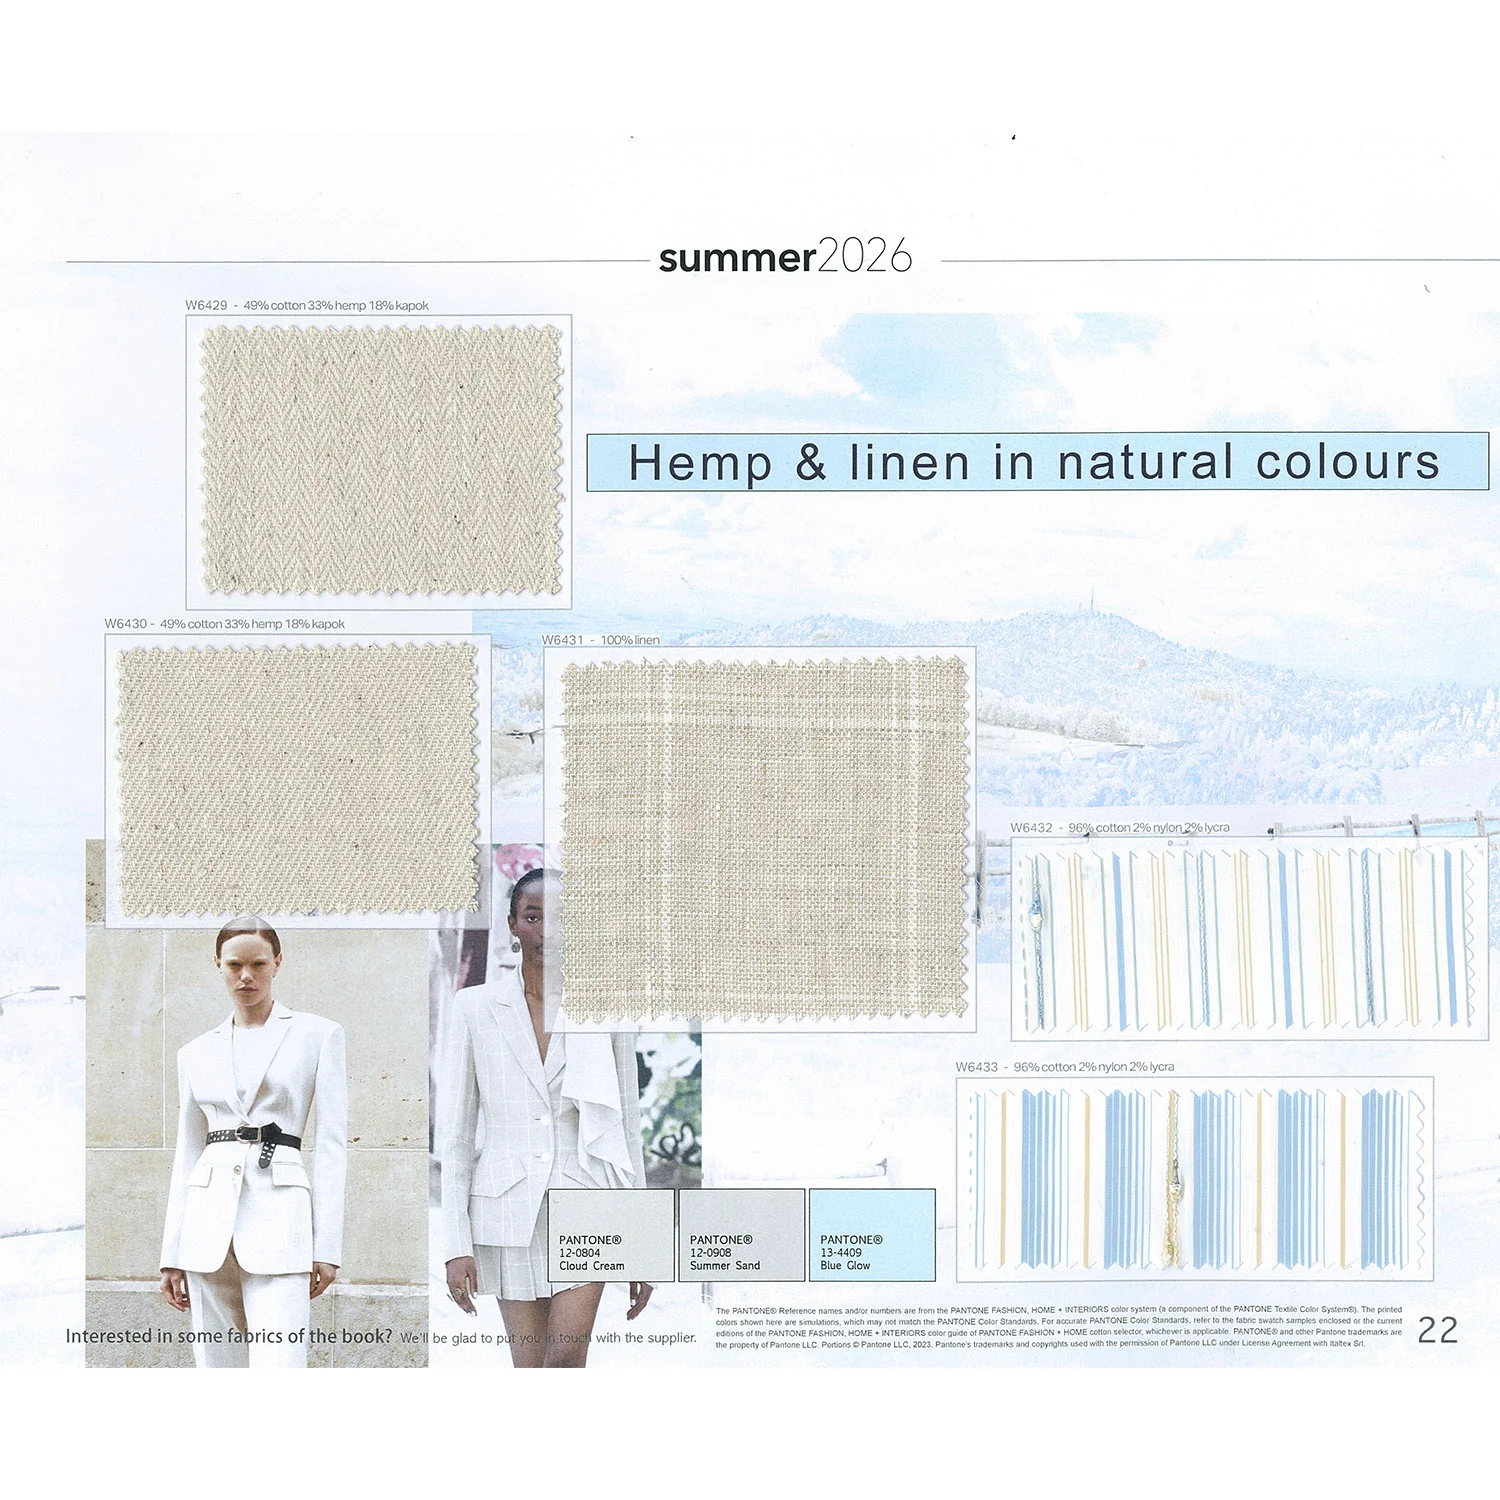 summer2026
W6429 - 49% cotton 33% hemp 18% kapok
Hemp & linen in natural colours
W6430 - 49% cotton 33% hemp 18% kapok
W6431 - 100% linen
W6432 - 96% cotton 2% nylon 2% lycra
W6433 - 96% cotton 2% nylon 2% lycra
PANTONE®
12-0804
Cloud Cream
PANTONE®
12-0908
Summer Sand
PANTONE®
13-4409
Blue Glow
The PANTONE® Reference names and/or numbers are from the PANTONE FASHION, HOME + INTERIORS color system (a component of the PANTONE Textile Color System®). The printed
colors shown here are simulations, which may not match the PANTONE Color Standards. For accurate PANTONE Color Standards, refer to the fabric swatch samples enclosed or the current
editions of the PANTONE FASHION, HOME + INTERIORS color guide of PANTONE FASHION + HOME cotton selector, whichever is applicable. PANTONE® and other Pantone trademarks are
the property of Pantone LLC. Portions © Pantone LLC, 2023. Pantone's trademarks and copyrights used with the permission of Pantone LLC under License Agreement with Italtex Srl.
Interested in some fabrics of the book? We'll be glad to put you in touch with the supplier.
22